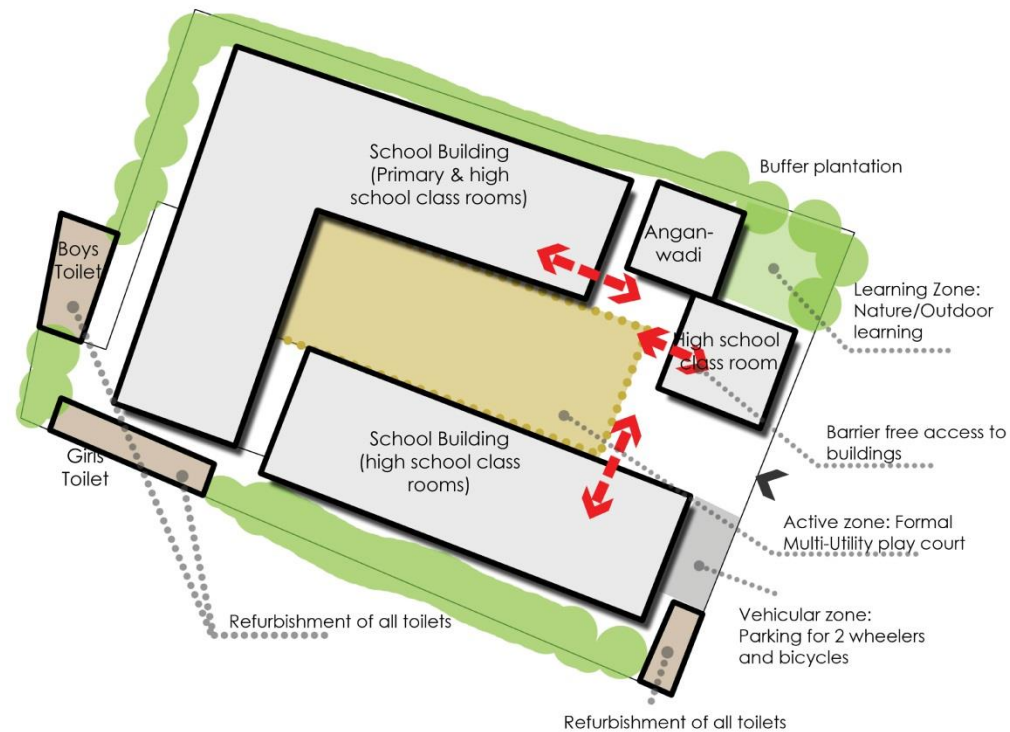 School Building
(Primary & high
school class rooms)
Buffer plantation
Angan-
wadi
Boys
Toilet
Learning Zone:
Nature/Outdoor
learning
High school
class room
Barrier free access to
buildings
School Building
(high school class
rooms)
Girls
Toilet
Active zone: Formal
Multi-Utility play court
Refurbishment of all toilets
Vehicular zone:
Parking for 2 wheelers
and bicycles
Refurbishment of all toilets